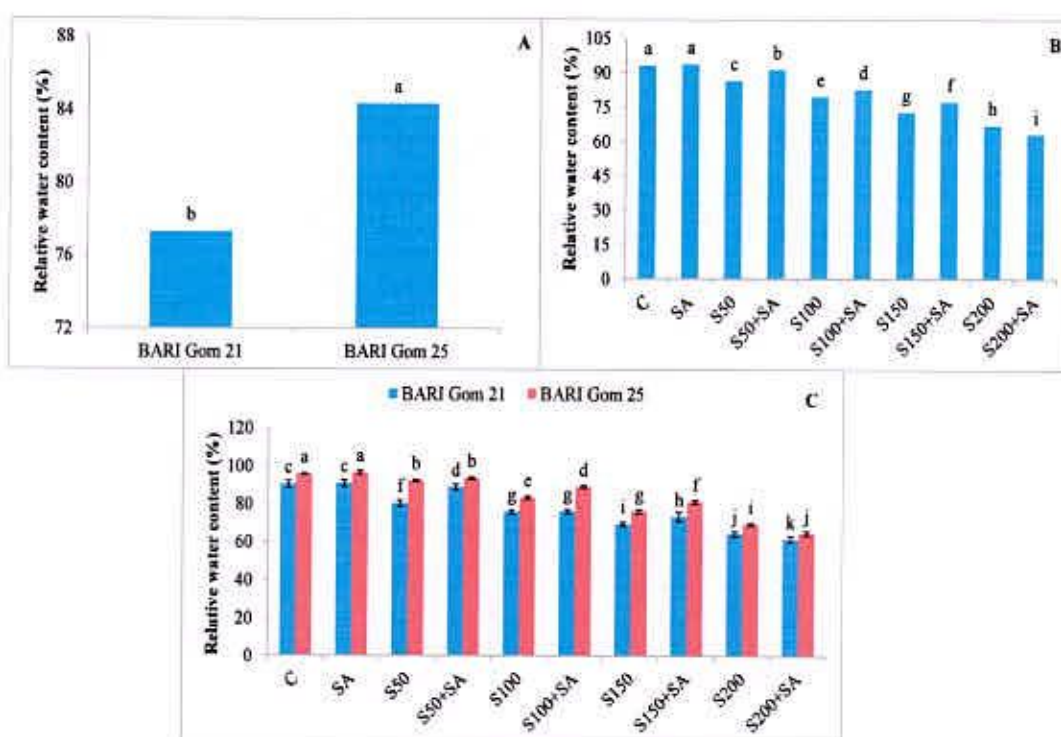 A
Relative water content (%)
88
84
80
76
72
b
a
BARI Gom 21 BARI Gom 25
B
Relative water content (%)
105
90
75
60
45
30
15
0
a a c b e d g f h i
C SA S50 S50+SA S100 S100+SA S150 S150+SA S200 S200+SA
BARI Gom 21 BARI Gom 25
C
Relative water content (%)
120
100
80
60
40
20
0
c a c a f b d b g e g d i g h f j i k j
C SA S50 S50+SA S100 S100+SA S150 S150+SA S200 S200+SA